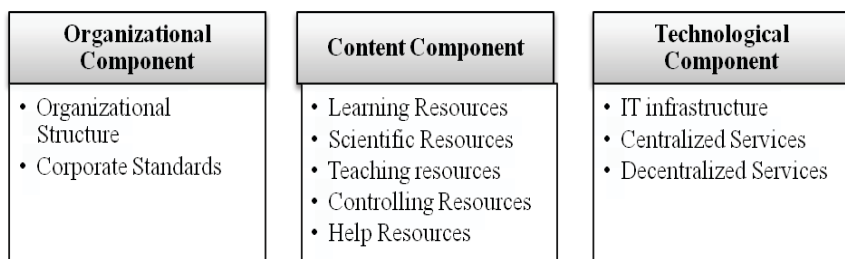 Organizational
Component
• Organizational
Structure
• Corporate Standards
Content Component
• Learning Resources
• Scientific Resources
• Teaching resources
• Controlling Resources
• Help Resources
Technological
Component
• IT infrastructure
• Centralized Services
• Decentralized Services